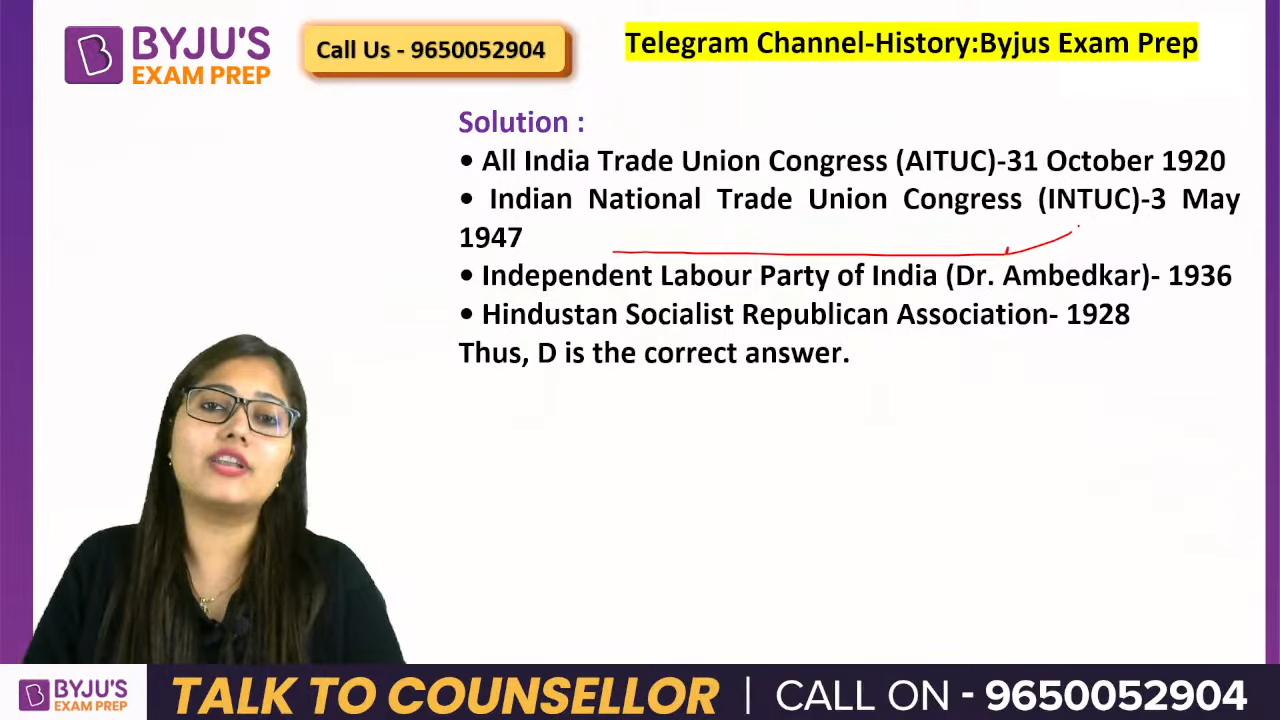 BYJU'S
EXAM PREP
Call Us - 9650052904
Telegram Channel-History:Byjus Exam Prep
Solution :
• All India Trade Union Congress (AITUC)-31 October 1920
• Indian National Trade Union Congress (INTUC)-3 May
1947
• Independent Labour Party of India (Dr. Ambedkar)- 1936
• Hindustan Socialist Republican Association- 1928
Thus, D is the correct answer.
BYJU'S
EXAM PREP
TALK TO COUNSELLOR | CALL ON - 9650052904